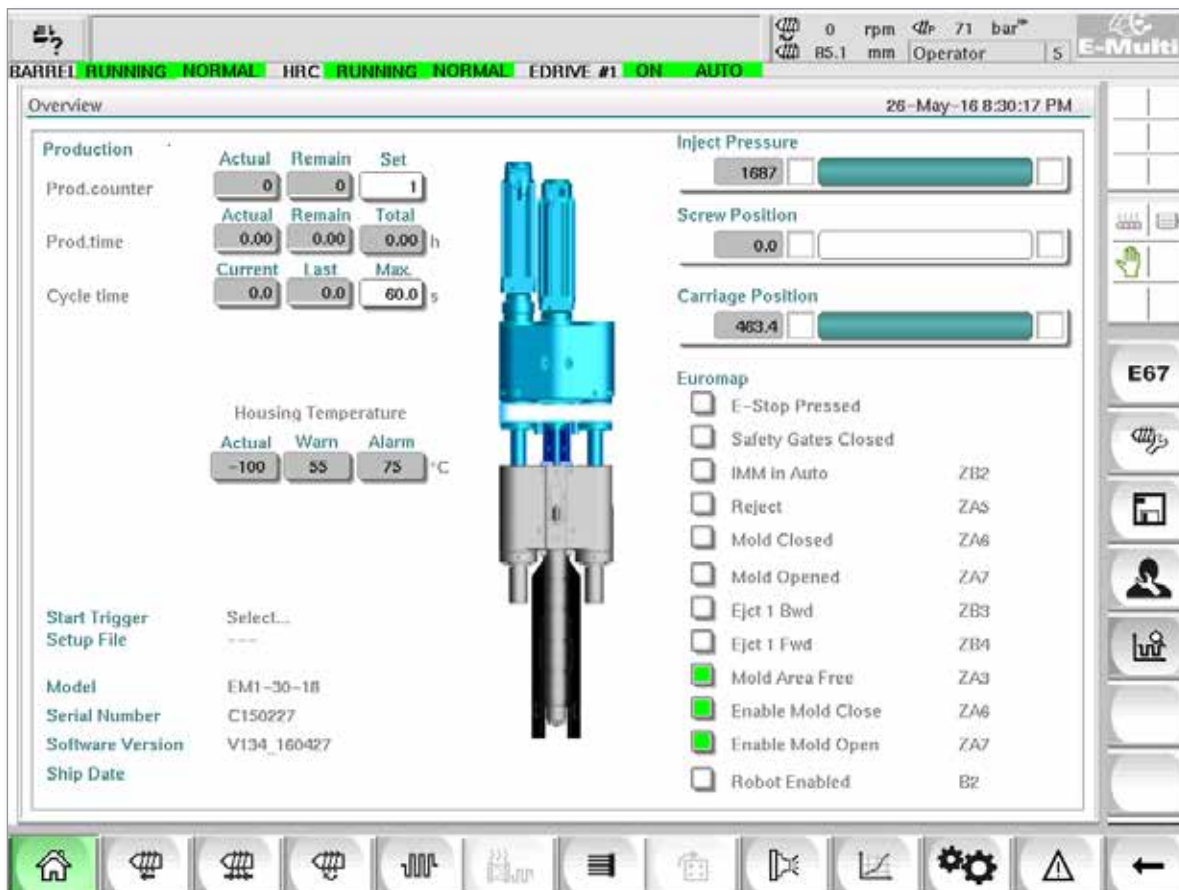 0 rpm P 71 bar
85.1 mm Operator 5
E-Multi
BARREL RUNNING NORMAL HRC RUNNING NORMAL EDRIVE #1 ON AUTO
Overview 26-May-16 8:30:17 PM
Production
Actual Remain Set
Prod.counter 0 0 1
Actual Remain Total
Prod.time 0.00 0.00 0.00 h
Current Last Max.
Cycle time 0.0 0.0 60.0 s
Housing Temperature
Actual Warn Alarm
-100 55 75 °C
Start Trigger Select...
Setup File ---
Model EM1-30-18
Serial Number C150227
Software Version V134_160427
Ship Date
Inject Pressure
1687
Screw Position
0.0
Carriage Position
463.4
Euromap
E-Stop Pressed
Safety Gates Closed
IMM in Auto ZB2
Reject ZA5
Mold Closed ZA6
Mold Opened ZA7
Ejct 1 Bwd ZB3
Ejct 1 Fwd ZB4
Mold Area Free ZA3
Enable Mold Close ZA6
Enable Mold Open ZA7
Robot Enabled B2
E67